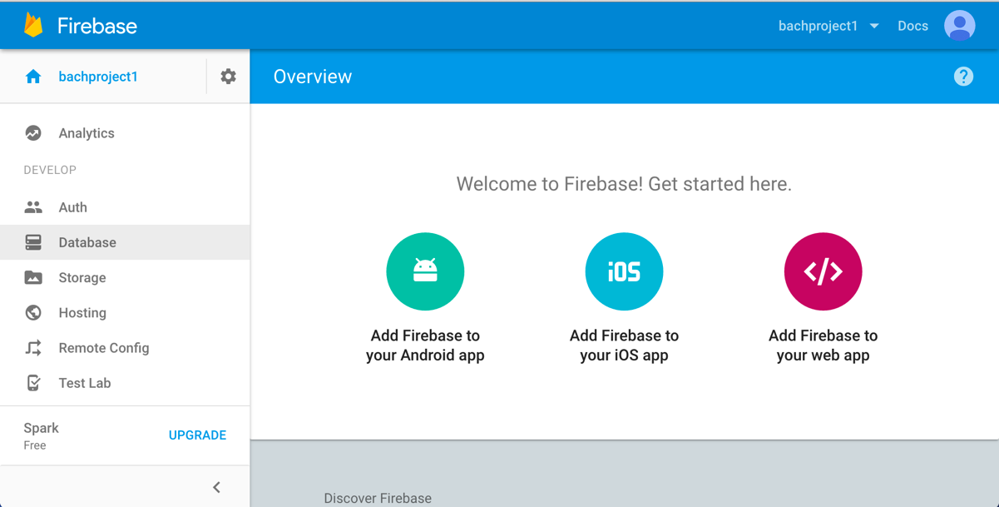 Firebase
bachproject1
Docs
bachproject1
Overview
?
Analytics
DEVELOP
Auth
Database
Storage
Hosting
Remote Config
Test Lab
Spark
Free
UPGRADE
Welcome to Firebase! Get started here.
iOS
</>
Add Firebase to
your Android app
Add Firebase to
your iOS app
Add Firebase to
your web app
Discover Firebase